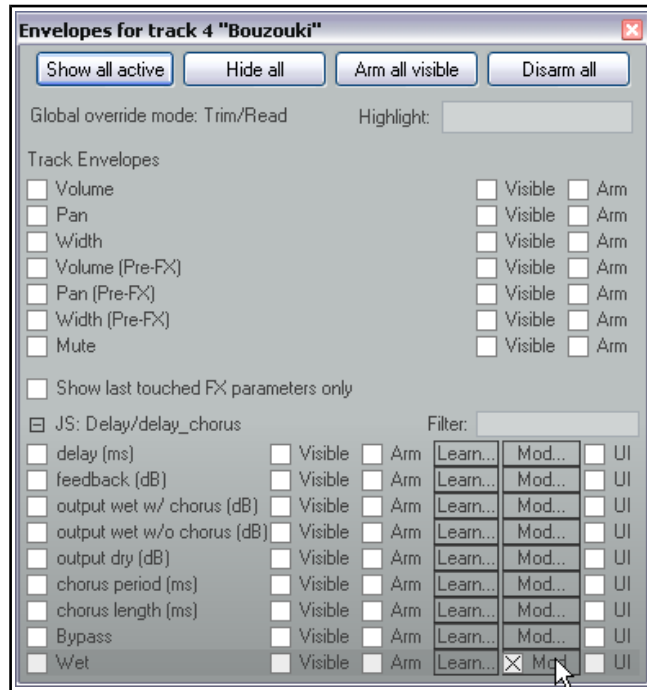 Envelopes for track 4 "Bouzouki"
Show all active Hide all Arm all visible Disarm all
Global override mode: Trim/Read Highlight:
Track Envelopes
Volume Visible Arm
Pan Visible Arm
Width Visible Arm
Volume (Pre-FX) Visible Arm
Pan (Pre-FX) Visible Arm
Width (Pre-FX) Visible Arm
Mute Visible Arm
Show last touched FX parameters only
JS: Delay/delay_chorus Filter:
delay (ms) Visible Arm Learn... Mod... UI
feedback (dB) Visible Arm Learn... Mod... UI
output wet w/ chorus (dB) Visible Arm Learn... Mod... UI
output wet w/o chorus (dB) Visible Arm Learn... Mod... UI
output dry (dB) Visible Arm Learn... Mod... UI
chorus period (ms) Visible Arm Learn... Mod... UI
chorus length (ms) Visible Arm Learn... Mod... UI
Bypass Visible Arm Learn... Mod... UI
Wet Visible Arm Learn... Mod UI